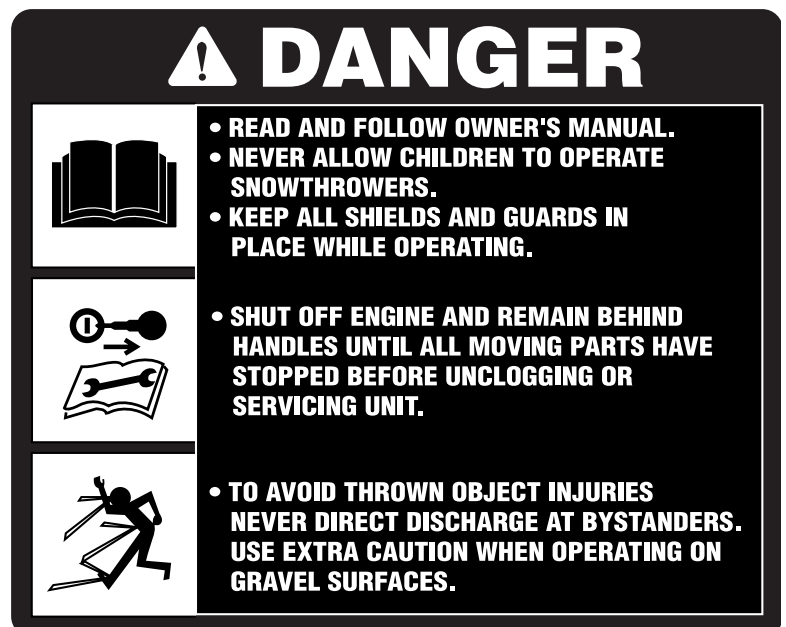 DANGER
• READ AND FOLLOW OWNER'S MANUAL.
• NEVER ALLOW CHILDREN TO OPERATE
SNOWTHROWERS.
• KEEP ALL SHIELDS AND GUARDS IN
PLACE WHILE OPERATING.
• SHUT OFF ENGINE AND REMAIN BEHIND
HANDLES UNTIL ALL MOVING PARTS HAVE
STOPPED BEFORE UNCLOGGING OR
SERVICING UNIT.
• TO AVOID THROWN OBJECT INJURIES
NEVER DIRECT DISCHARGE AT BYSTANDERS.
USE EXTRA CAUTION WHEN OPERATING ON
GRAVEL SURFACES.